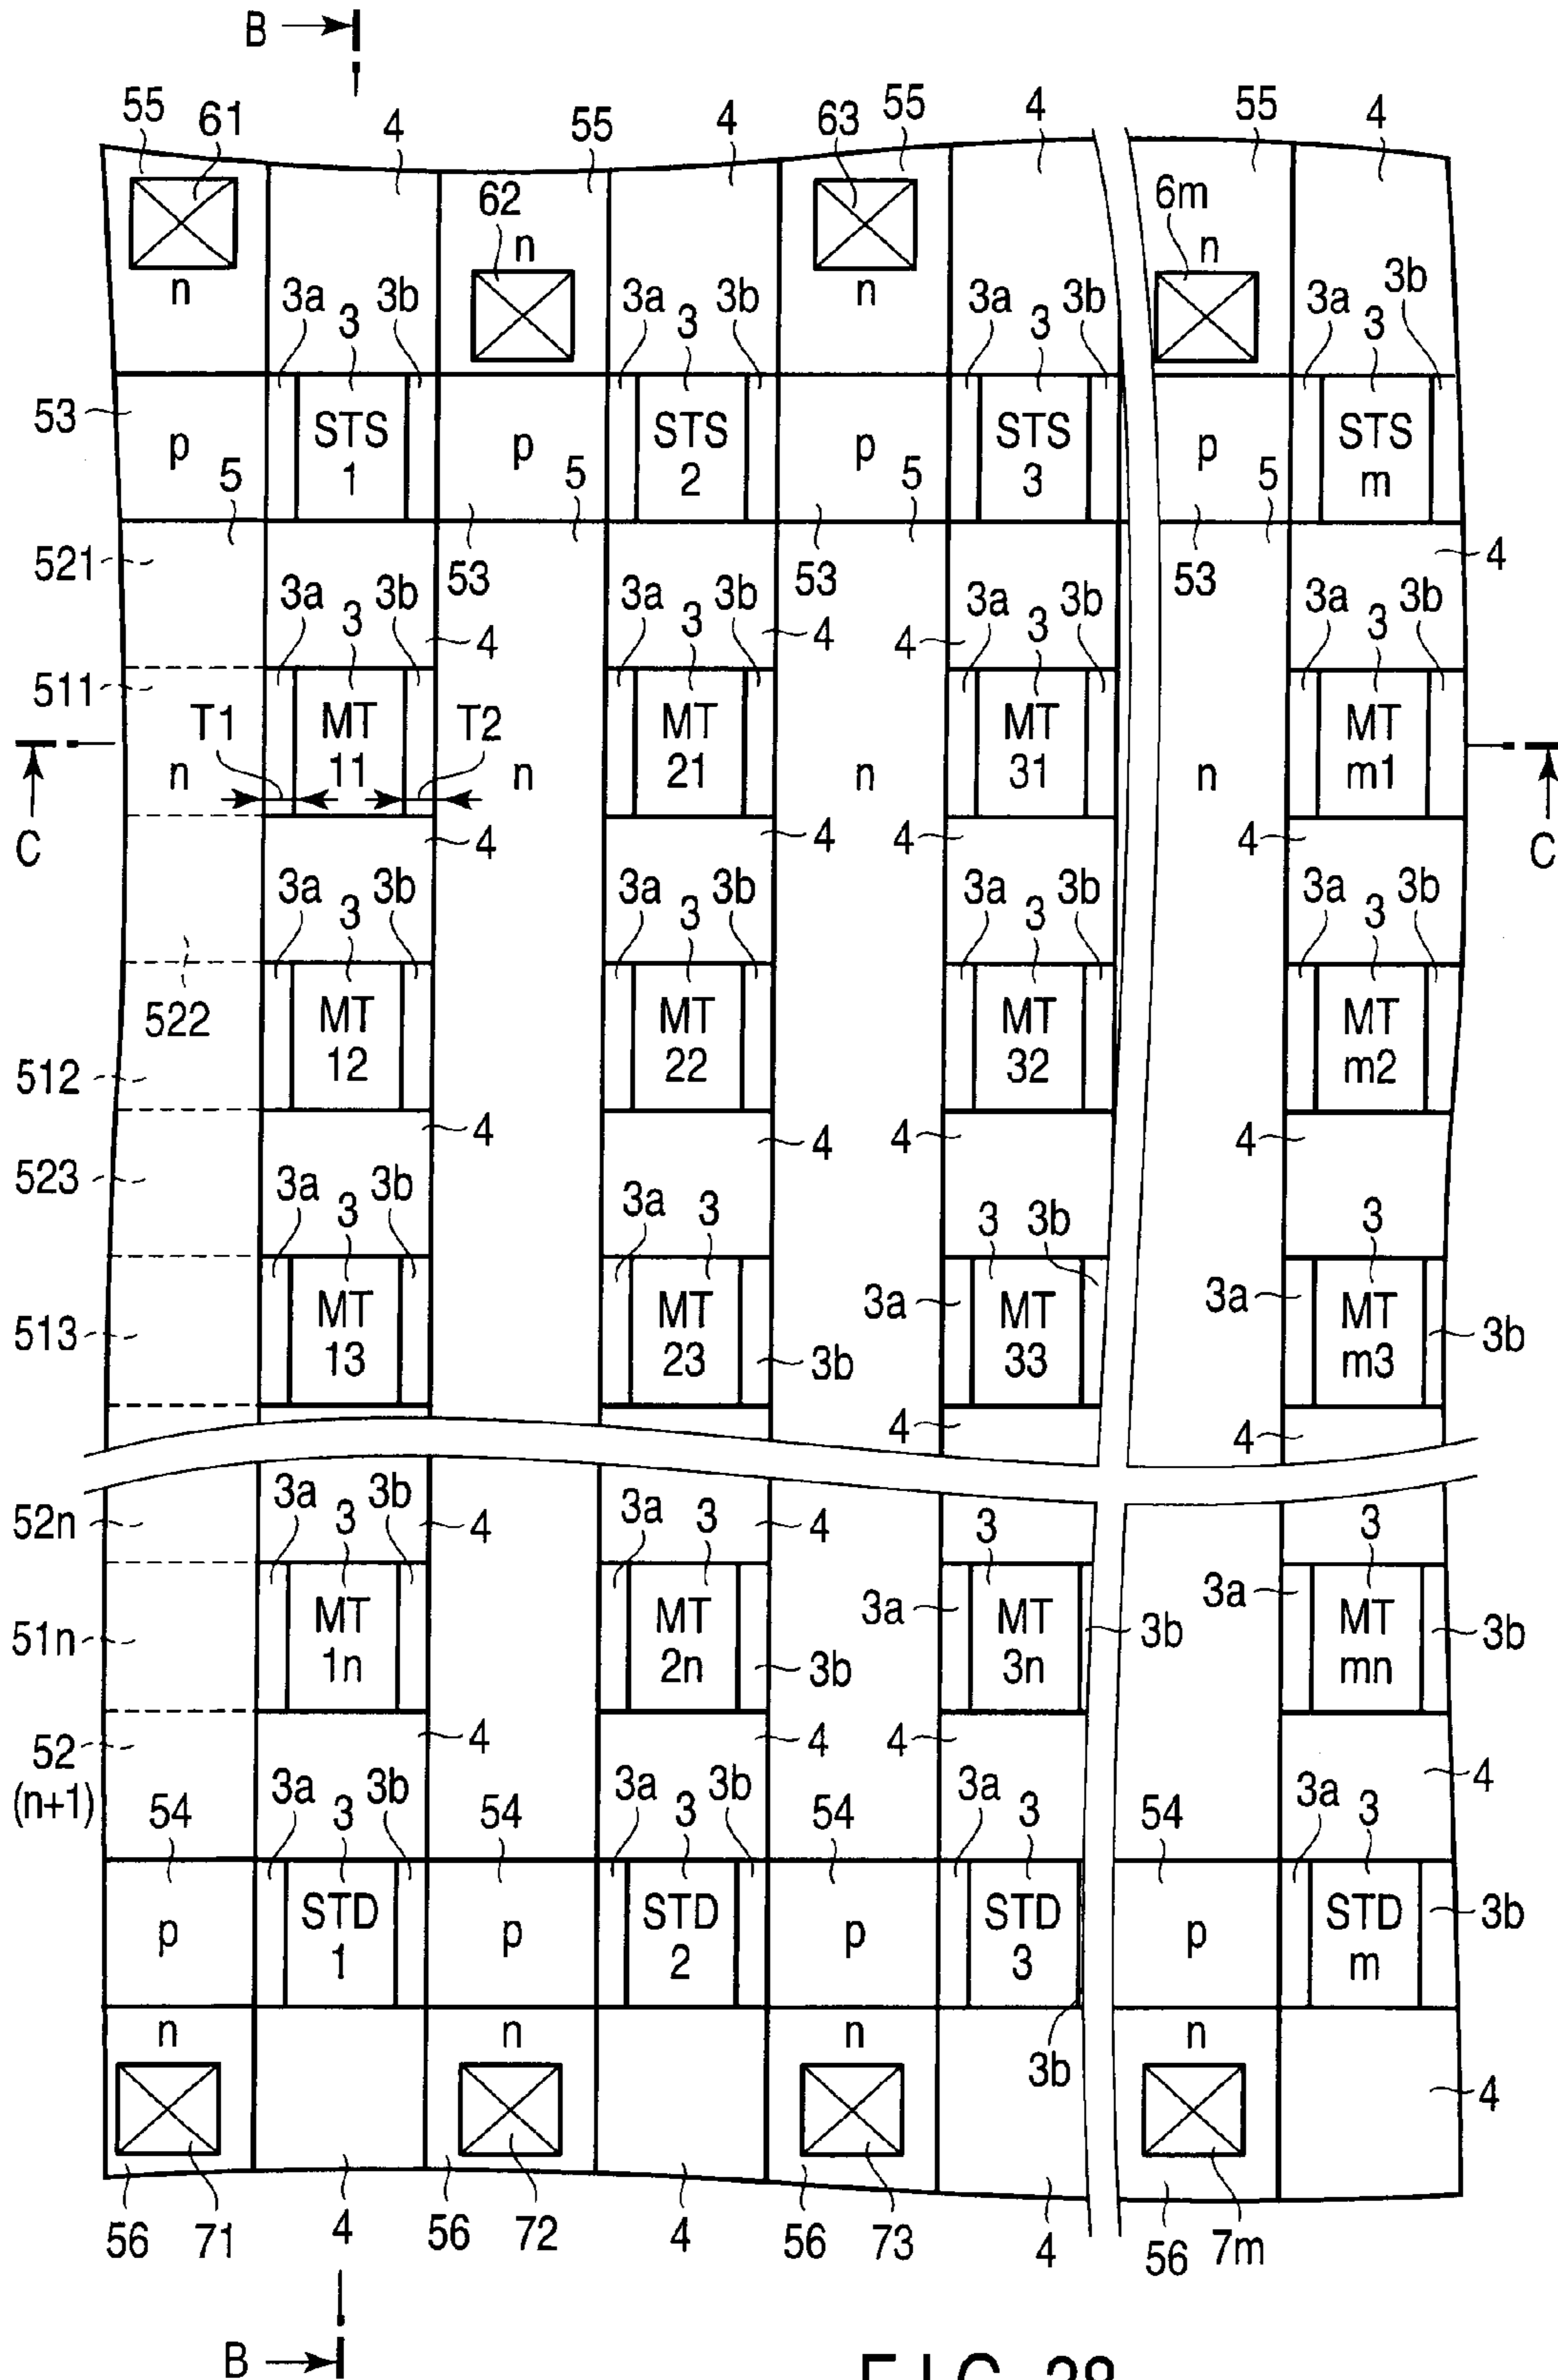 B
55 61 4 55 4 63 55 4 55 4
62 6m
n n n n
3a 3 3b 3a 3 3b 3a 3 3b 3a 3 3b
53 p STS 1 p STS 2 p STS 3 p STS m
5 5 5 5
521 53 53 53 4
3a 3 3b 4 3a 3 3b 4 4 3a 3 3b 3a 3 3b
511 T1 MT 11 T2 MT 21 MT 31 MT m1
n n n n
C C
4 4 4 4
3a 3 3b 3a 3 3b 3a 3 3b 3a 3 3b
522 MT 12 MT 22 MT 32 MT m2
512
4 4 4 4
523 3a 3 3b 3a 3 3 3b 3
513 MT 13 MT 23 3b 3a MT 33 3a MT m3 3b
4 4
52n 3a 3 3b 4 3a 3 4 3 3
51n MT 1n MT 2n 3b 3a MT 3n 3b 3a MT mn 3b
52 (n+1) 4 4 4 4
54 3a 3 3b 54 3a 3 3b 54 3a 3 54 3a 3
p STD 1 p STD 2 p STD 3 p STD m 3b
n n n 3b n
4
56 71 4 56 72 4 56 73 4 56 7m
B
FIG. 38